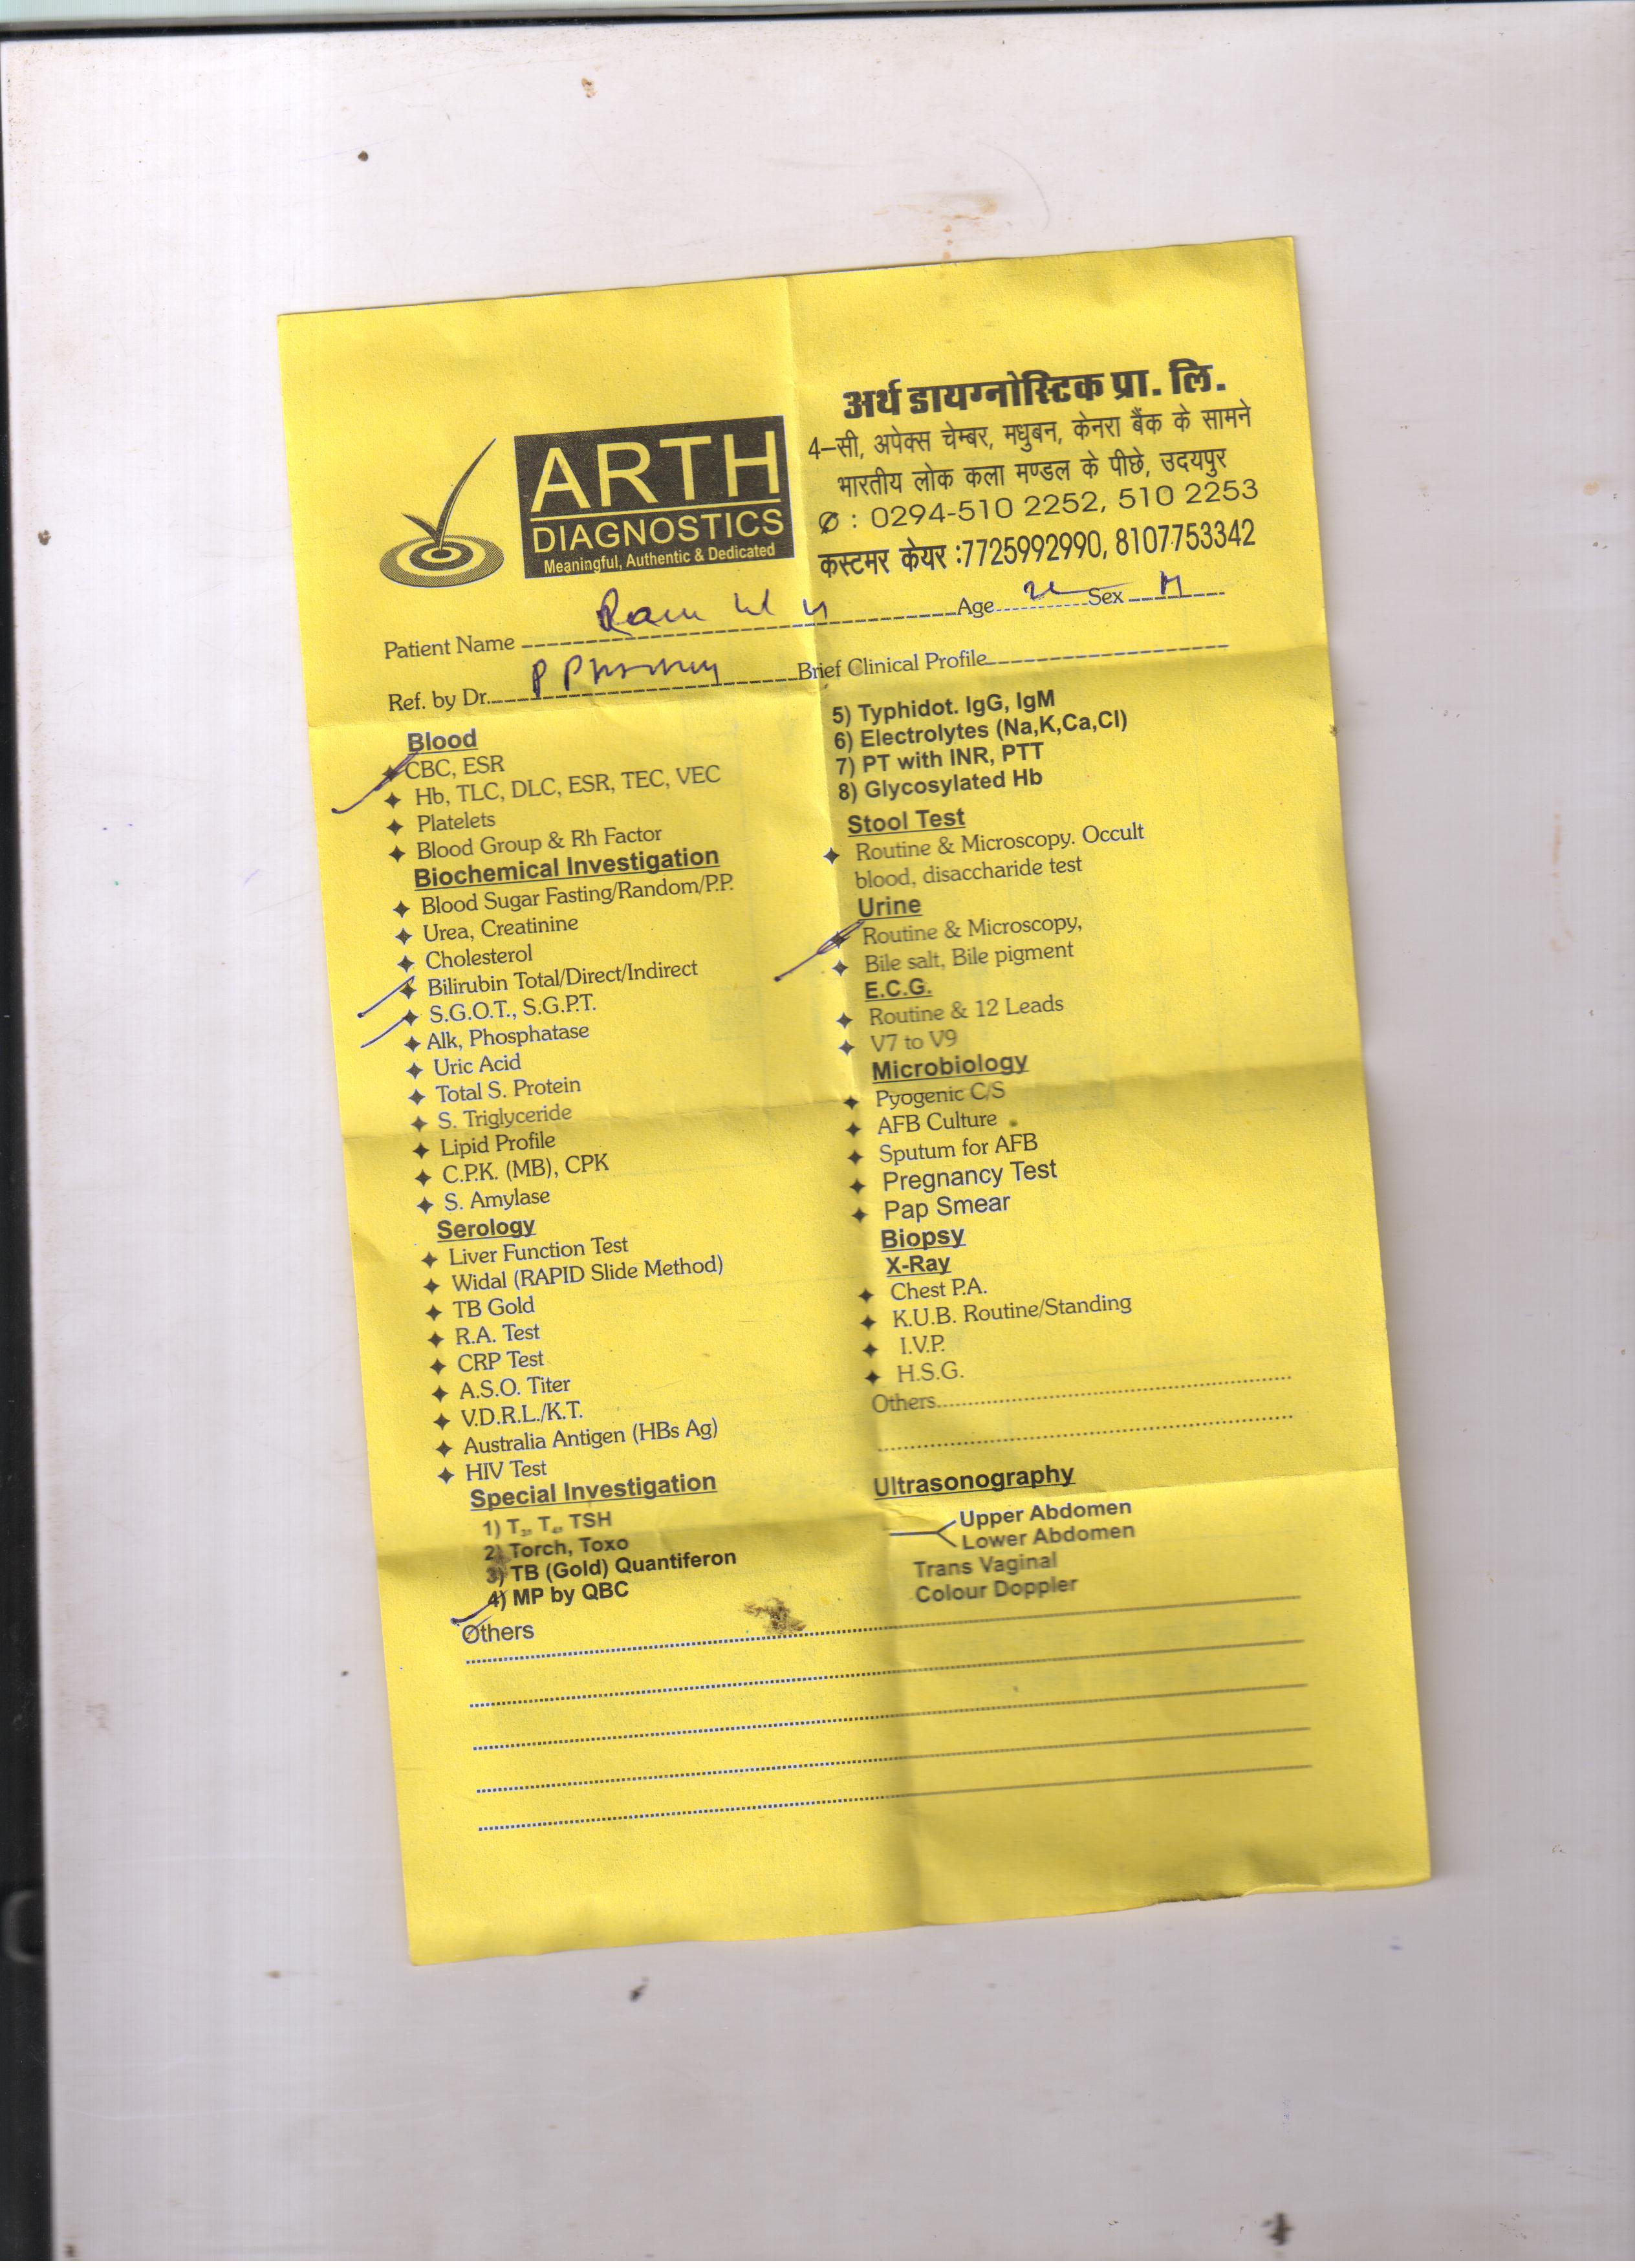 अर्थ डायग्नोस्टिक प्रा. लि.
4-सी, अपेक्स चेम्बर, मधुबन, केनरा बैंक के सामने
भारतीय लोक कला मण्डल के पीछे, उदयपुर
: 0294-510 2252, 510 2253
कस्टमर केयर :7725992990, 8107753342
ARTH
DIAGNOSTICS
Meaningful, Authentic & Dedicated
Patient Name Ram Age Sex M
Ref. by Dr. P Brief Clinical Profile
Blood
CBC, ESR
Hb, TLC, DLC, ESR, TEC, VEC
Platelets
Blood Group & Rh Factor
Biochemical Investigation
Blood Sugar Fasting/Random/P.P.
Urea, Creatinine
Cholesterol
Bilirubin Total/Direct/Indirect
S.G.O.T., S.G.P.T.
Alk, Phosphatase
Uric Acid
Total S. Protein
S. Triglyceride
Lipid Profile
C.P.K. (MB), CPK
S. Amylase
Serology
Liver Function Test
Widal (RAPID Slide Method)
TB Gold
R.A. Test
CRP Test
A.S.O. Titer
V.D.R.L./K.T.
Australia Antigen (HBs Ag)
HIV Test
Special Investigation
1) T3, T4, TSH
2) Torch, Toxo
3) TB (Gold) Quantiferon
4) MP by QBC
5) Typhidot. IgG, IgM
6) Electrolytes (Na,K,Ca,Cl)
7) PT with INR, PTT
8) Glycosylated Hb
Stool Test
Routine & Microscopy. Occult
blood, disaccharide test
Urine
Routine & Microscopy,
Bile salt, Bile pigment
E.C.G.
Routine & 12 Leads
V7 to V9
Microbiology
Pyogenic C/S
AFB Culture
Sputum for AFB
Pregnancy Test
Pap Smear
Biopsy
X-Ray
Chest P.A.
K.U.B. Routine/Standing
I.V.P.
H.S.G.
Others
Ultrasonography
Upper Abdomen
Lower Abdomen
Trans Vaginal
Colour Doppler
Others